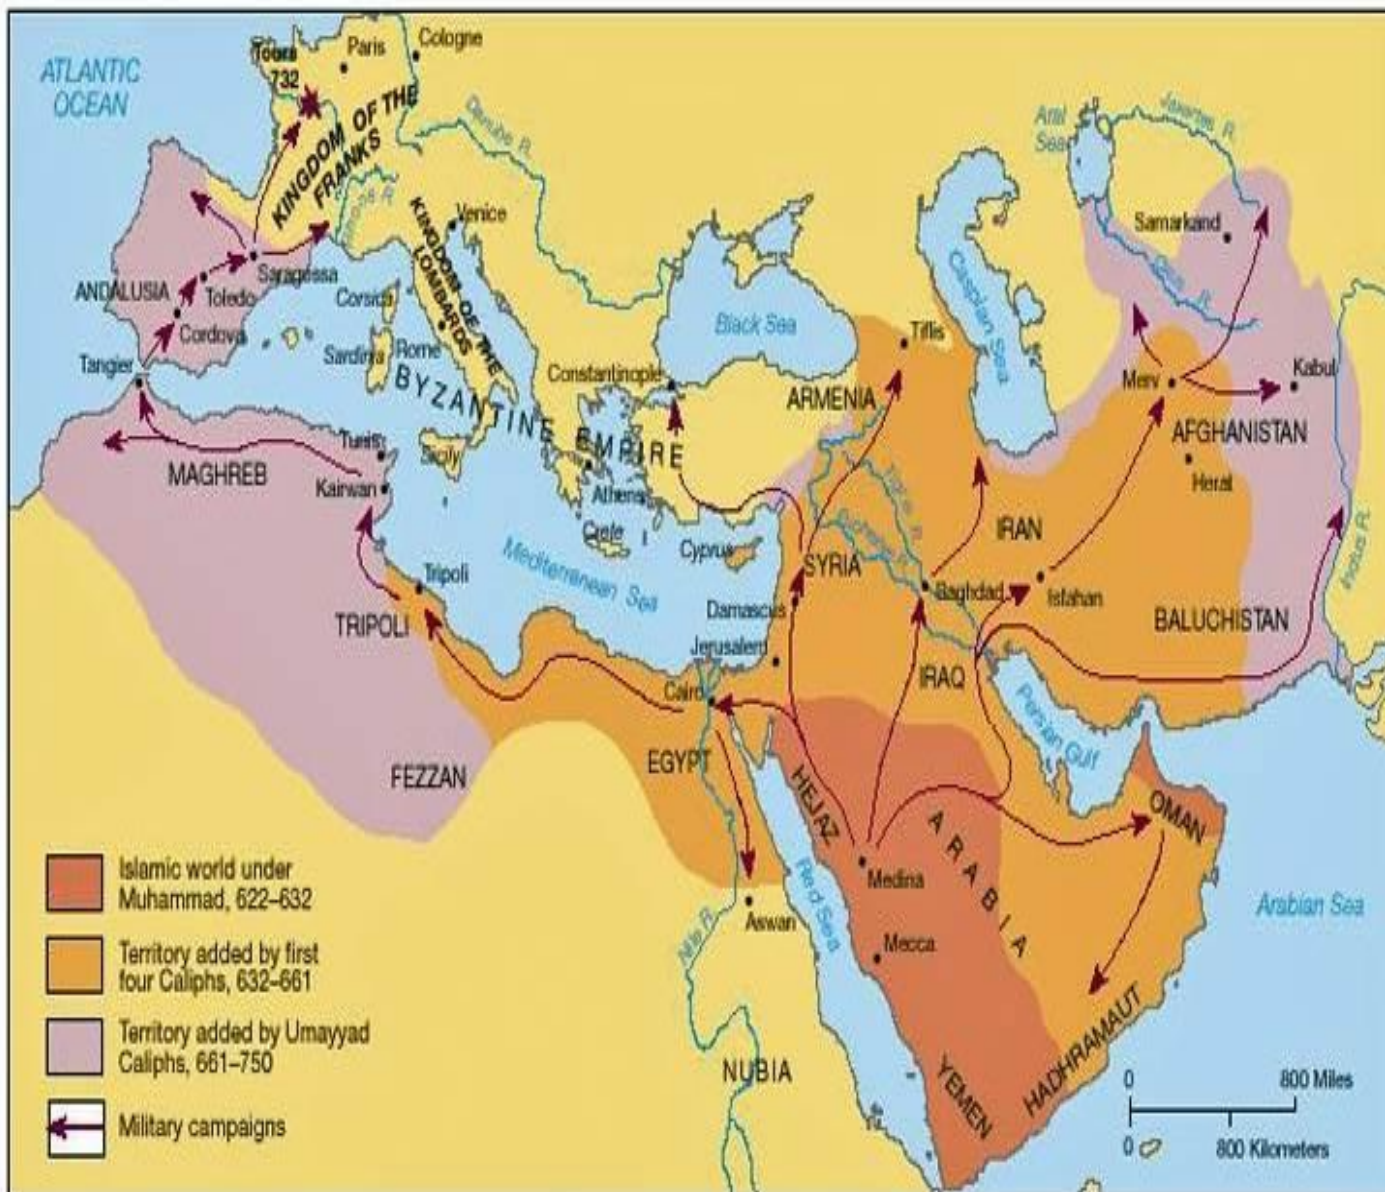 ATLANTIC
OCEAN
Tours
732
Paris
Cologne
KINGDOM OF THE
FRANKS
Danube R.
Venice
KINGDOM OF THE
LOMBARDS
Aral
Sea
Jaxartes R.
Samarkand
Oxus R.
Caspian Sea
Black Sea
Tiflis
Saragossa
ANDALUSIA
Toledo
Cordova
Tangier
Corsica
Sardinia
Rome
Constantinople
BYZANTINE EMPIRE
ARMENIA
Merv
Kabul
AFGHANISTAN
Herat
MAGHREB
Tunis
Kairwan
Sicily
Athens
Crete
Cyprus
Mediterranean Sea
Tigris R.
Euphrates R.
SYRIA
IRAN
Baghdad
Isfahan
Indus R.
BALUCHISTAN
Tripoli
TRIPOLI
Damascus
Jerusalem
IRAQ
Cairo
Persian Gulf
EGYPT
FEZZAN
HEJAZ
ARABIA
OMAN
Medina
Mecca
Red Sea
Arabian Sea
Aswan
Nile R.
NUBIA
YEMEN
HADHRAMAUT
Islamic world under
Muhammad, 622–632
Territory added by first
four Caliphs, 632–661
Territory added by Umayyad
Caliphs, 661–750
Military campaigns
0
800 Miles
0
800 Kilometers